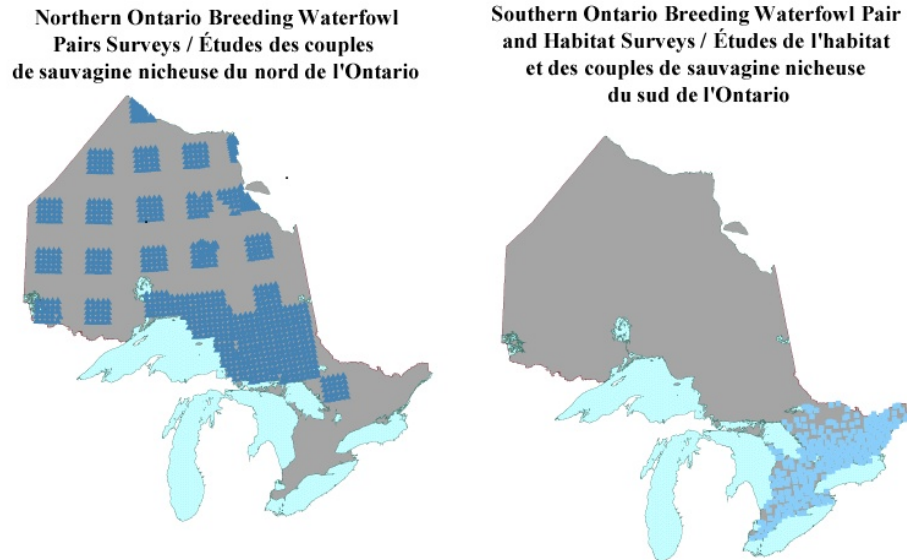 Northern Ontario Breeding Waterfowl
Pairs Surveys / Études des couples
de sauvagine nicheuse du nord de l'Ontario
Southern Ontario Breeding Waterfowl Pair
and Habitat Surveys / Études de l'habitat
et des couples de sauvagine nicheuse
du sud de l'Ontario